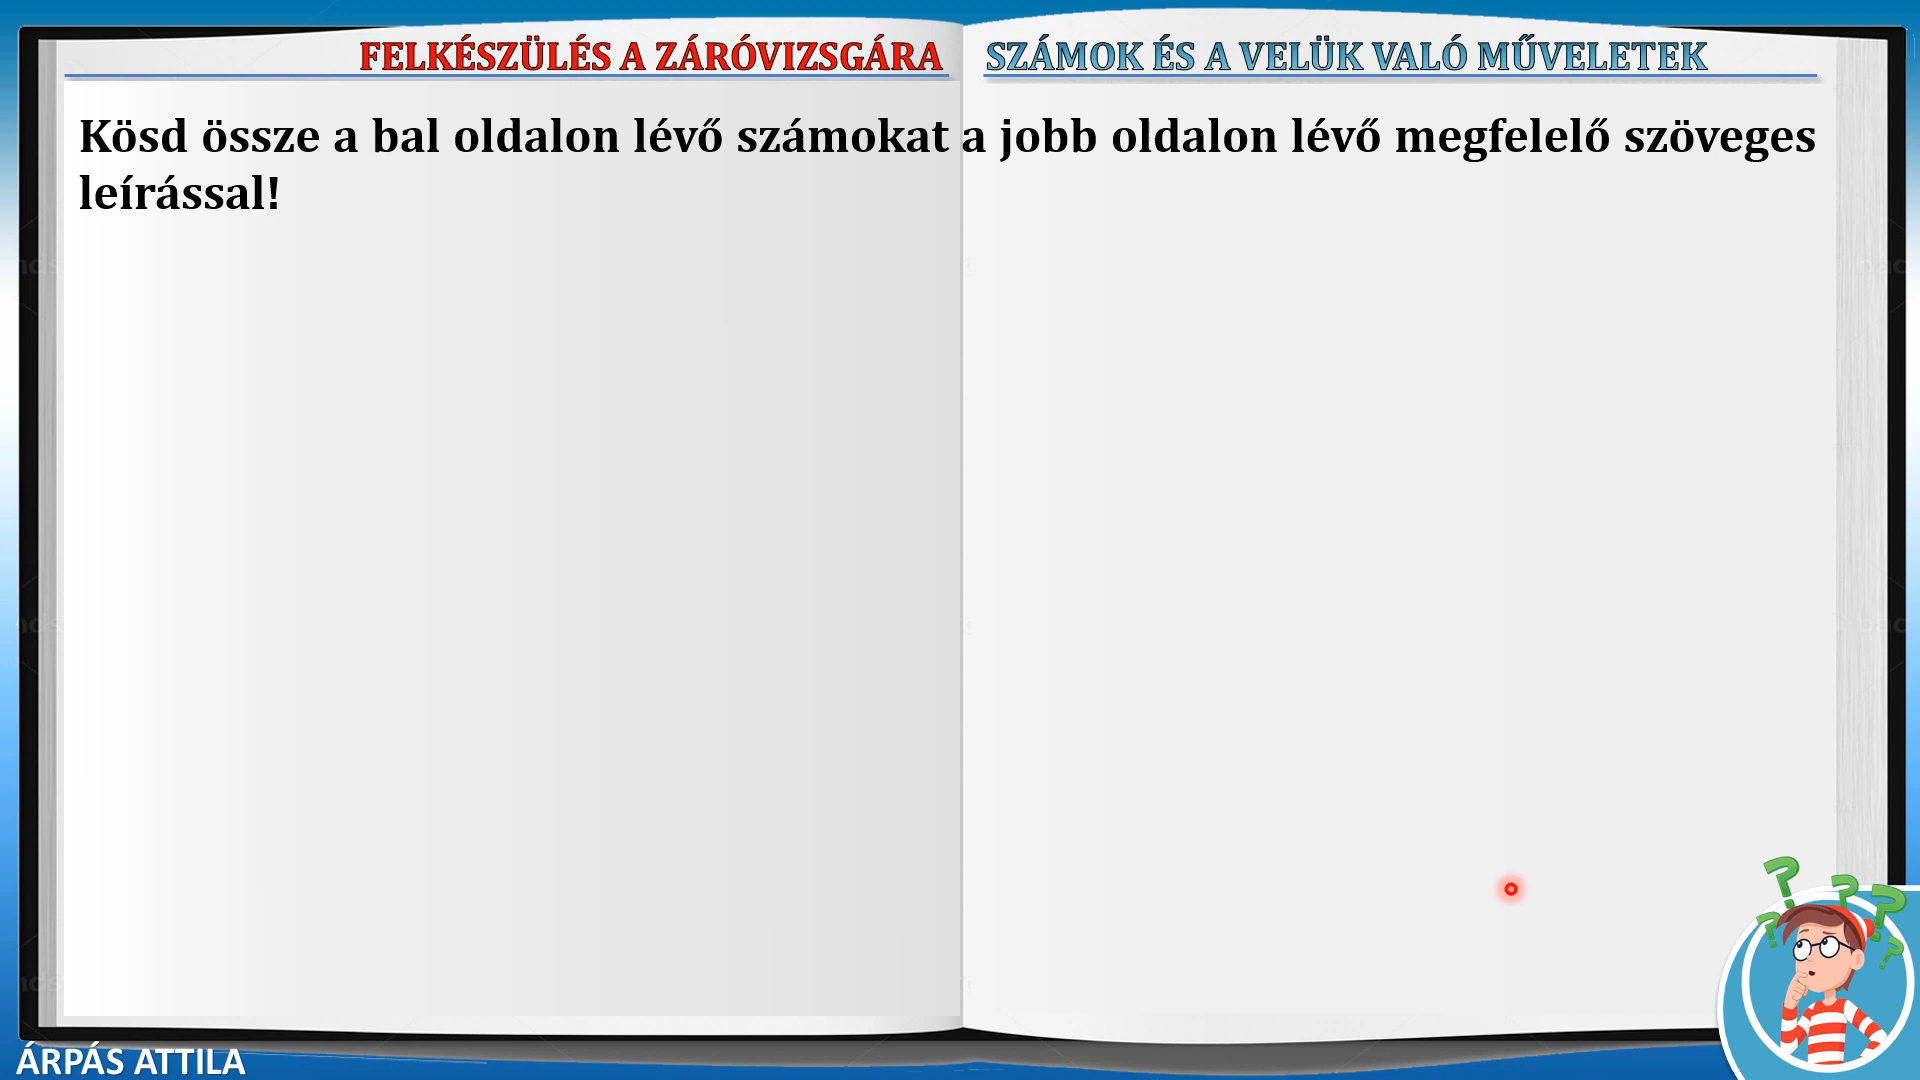 FELKÉSZÜLÉS A ZÁRÓVIZSGÁRA
SZÁMOK ÉS A VELÜK VALÓ MŰVELETEK
Kösd össze a bal oldalon lévő számokat a jobb oldalon lévő megfelelő szöveges
leírással!
ÁRPÁS ATTILA